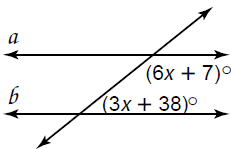 a
(6x + 7)°
b
(3x + 38)°